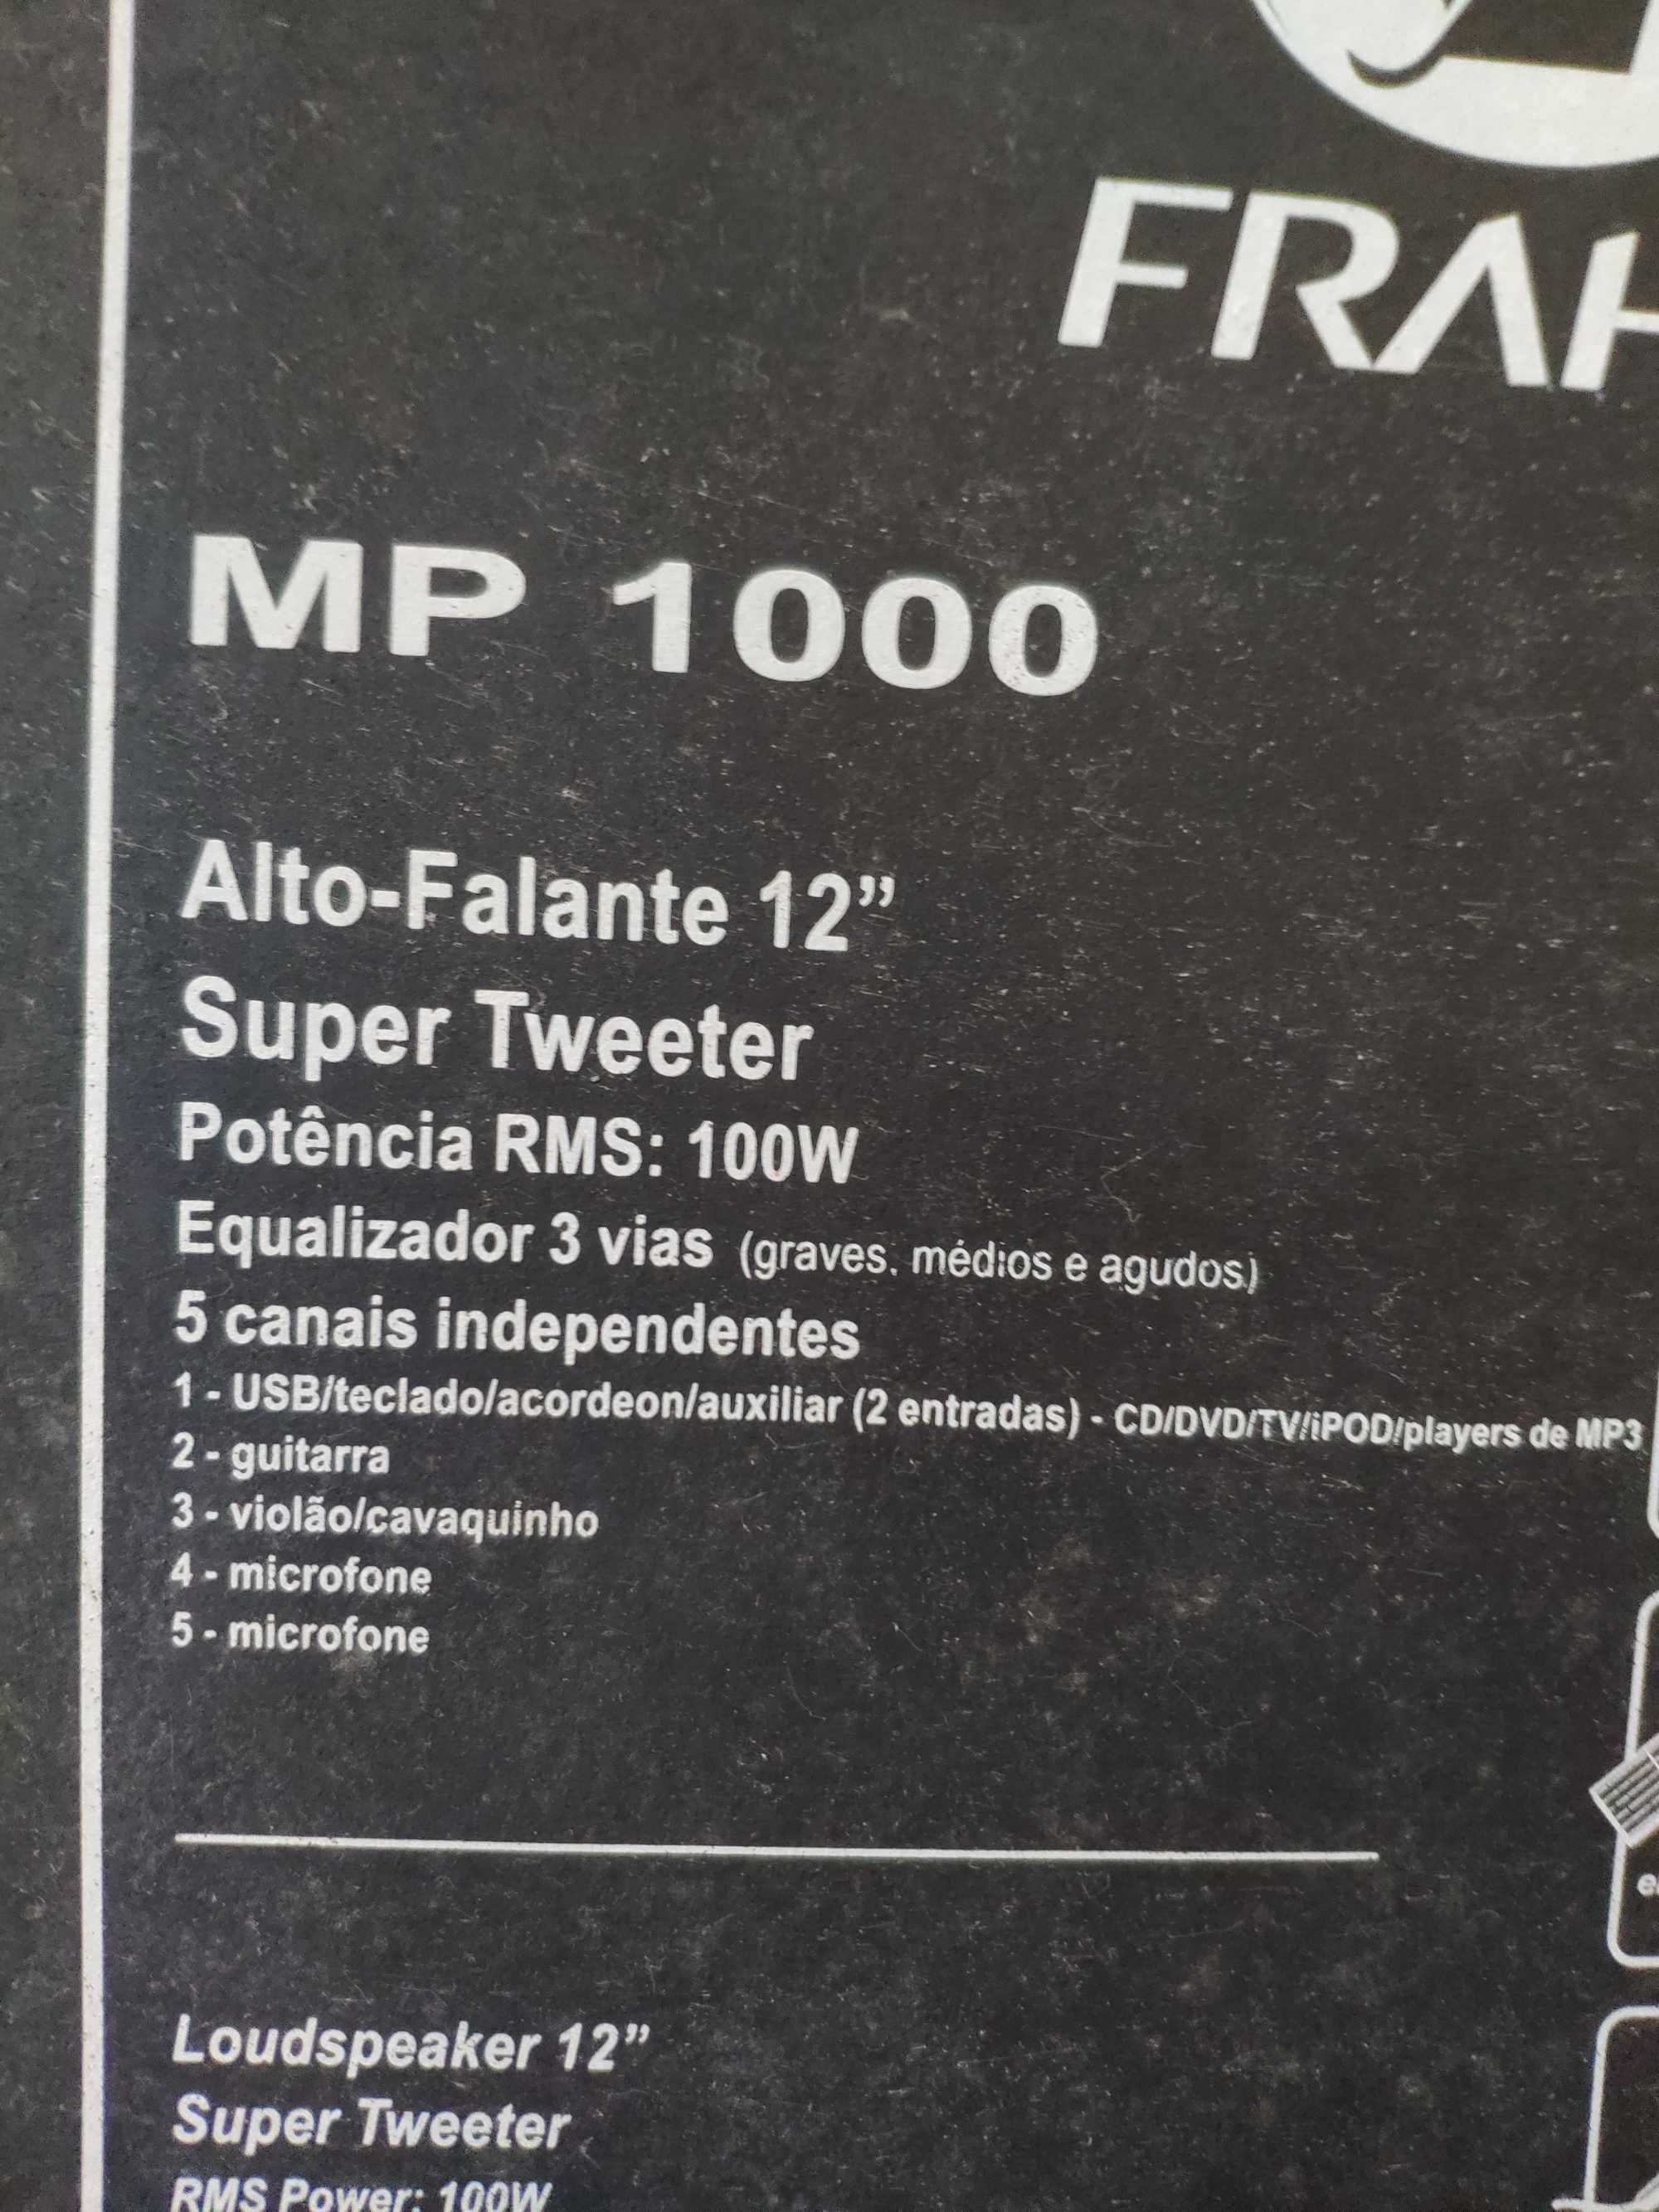 FRAH
MP 1000
Alto-Falante 12”
Super Tweeter
Potência RMS: 100W
Equalizador 3 vias (graves, médios e agudos)
5 canais independentes
1 - USB/teclado/acordeon/auxiliar (2 entradas) - CD/DVD/TV/iPOD/players de MP3
2 - guitarra
3 - violão/cavaquinho
4 - microfone
5 - microfone
Loudspeaker 12”
Super Tweeter
RMS Power: 100W